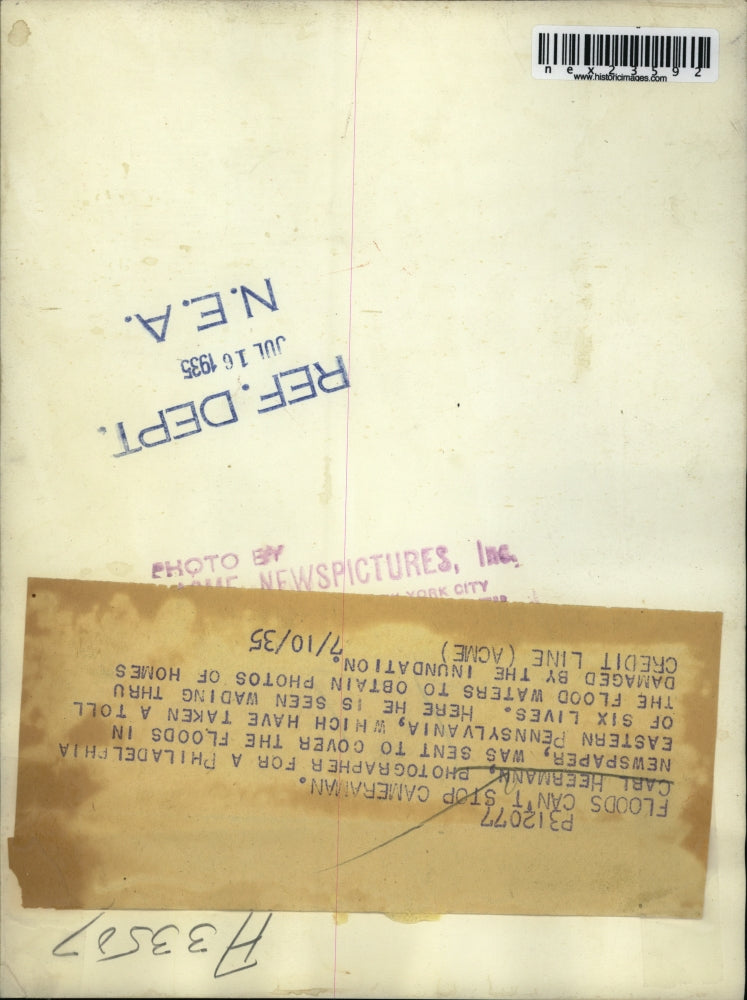 nex23592
www.historicimages.com
N.E.A.
JUL 16 1935
REF. DEPT.
PHOTO BY
ACME NEWSPICTURES, Inc.
YORK CITY
P312077
FLOODS CAN'T STOP CAMERAMAN.
CARL HEERMANN, PHOTOGRAPHER FOR A PHILADELPHIA
NEWSPAPER, WAS SENT TO COVER THE FLOODS IN
EASTERN PENNSYLVANIA, WHICH HAVE TAKEN A TOLL
OF SIX LIVES. HERE HE IS SEEN WADING THRU
THE FLOOD WATERS TO OBTAIN PHOTOS OF HOMES
DAMAGED BY THE INUNDATION.
CREDIT LINE (ACME) 7/10/35